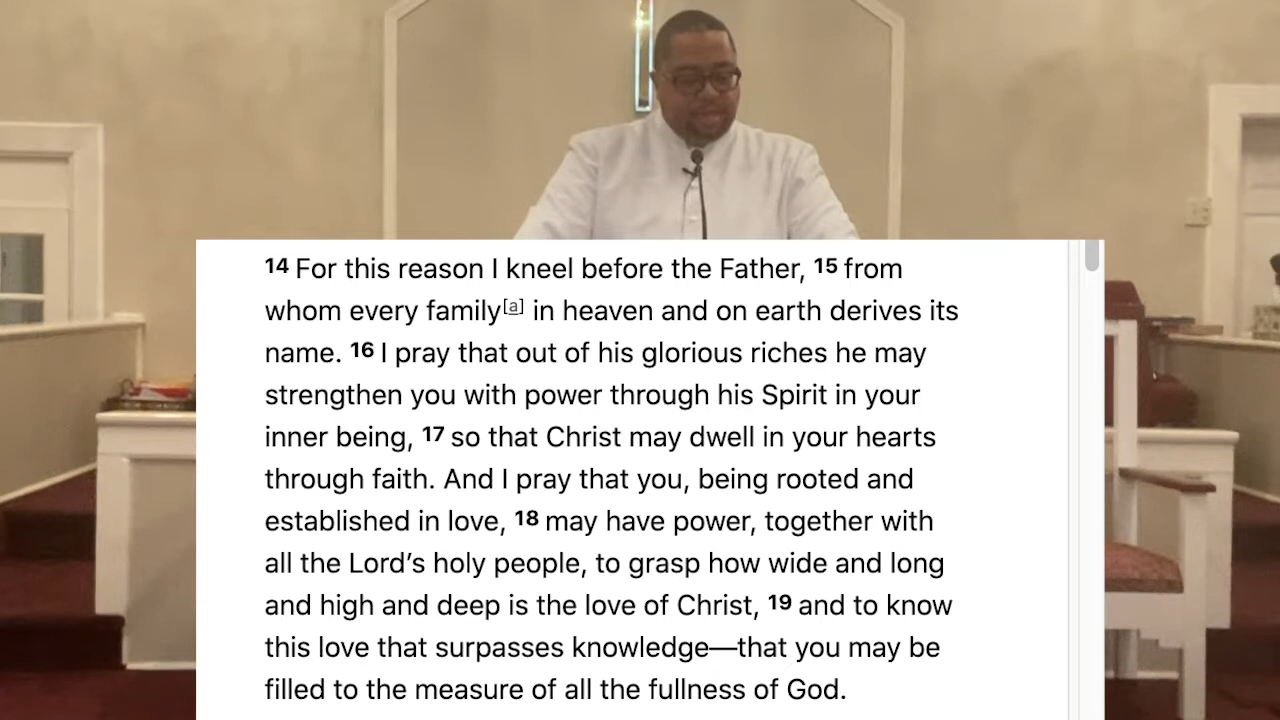 14 For this reason I kneel before the Father, 15 from
whom every family[a] in heaven and on earth derives its
name. 16 I pray that out of his glorious riches he may
strengthen you with power through his Spirit in your
inner being, 17 so that Christ may dwell in your hearts
through faith. And I pray that you, being rooted and
established in love, 18 may have power, together with
all the Lord’s holy people, to grasp how wide and long
and high and deep is the love of Christ, 19 and to know
this love that surpasses knowledge—that you may be
filled to the measure of all the fullness of God.